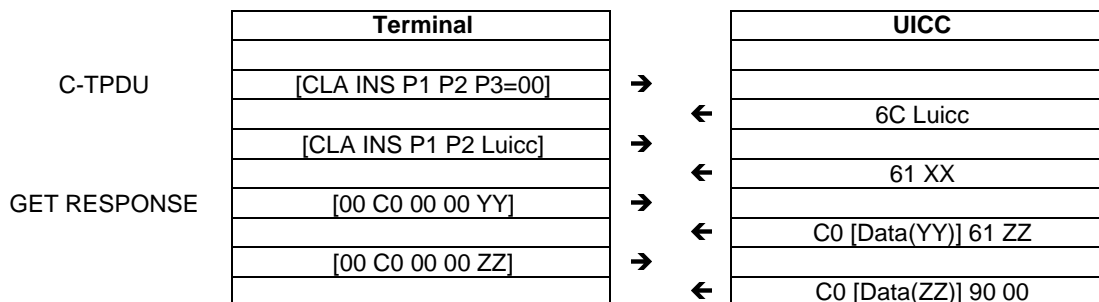 Terminal UICC
C-TPDU [CLA INS P1 P2 P3=00] →
← 6C Luicc
[CLA INS P1 P2 Luicc] →
← 61 XX
GET RESPONSE [00 C0 00 00 YY] →
← C0 [Data(YY)] 61 ZZ
[00 C0 00 00 ZZ] →
← C0 [Data(ZZ)] 90 00